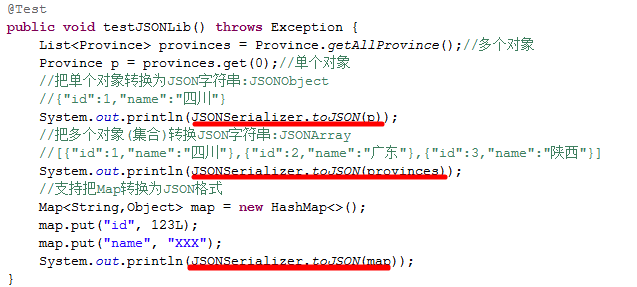 @Test
public void testJSONLib() throws Exception {
    List<Province> provinces = Province.getAllProvince();//多个对象
    Province p = provinces.get(0);//单个对象
    //把单个对象转换为JSON字符串:JSONObject
    //{"id":1,"name":"四川"}
    System.out.println(JSONSerializer.toJSON(p));
    //把多个对象(集合)转换JSON字符串:JSONArray
    //[{"id":1,"name":"四川"},{"id":2,"name":"广东"},{"id":3,"name":"陕西"}]
    System.out.println(JSONSerializer.toJSON(provinces));
    //支持把Map转换为JSON格式
    Map<String,Object> map = new HashMap<>();
    map.put("id", 123L);
    map.put("name", "XXX");
    System.out.println(JSONSerializer.toJSON(map));
}